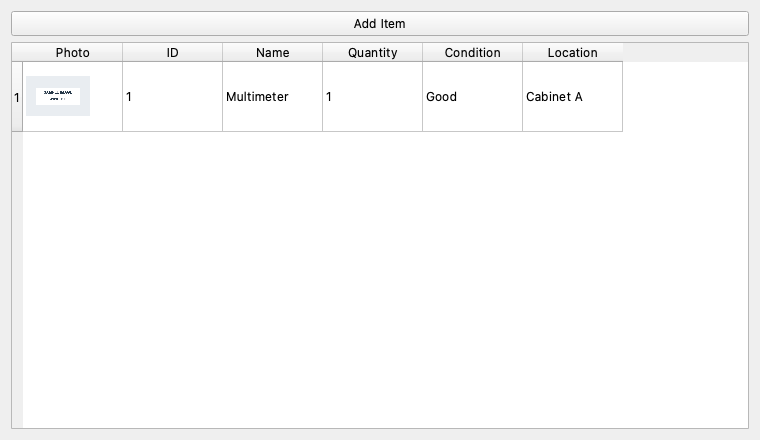 Add Item
Photo ID Name Quantity Condition Location
1 1 Multimeter 1 Good Cabinet A